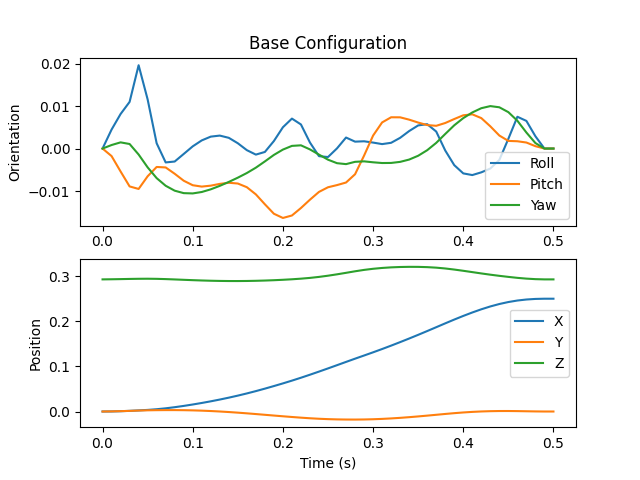 Base Configuration
Orientation
0.02
0.01
0.00
−0.01
Roll
Pitch
Yaw
0.0 0.1 0.2 0.3 0.4 0.5
Position
0.3
0.2
0.1
0.0
X
Y
Z
0.0 0.1 0.2 0.3 0.4 0.5
Time (s)